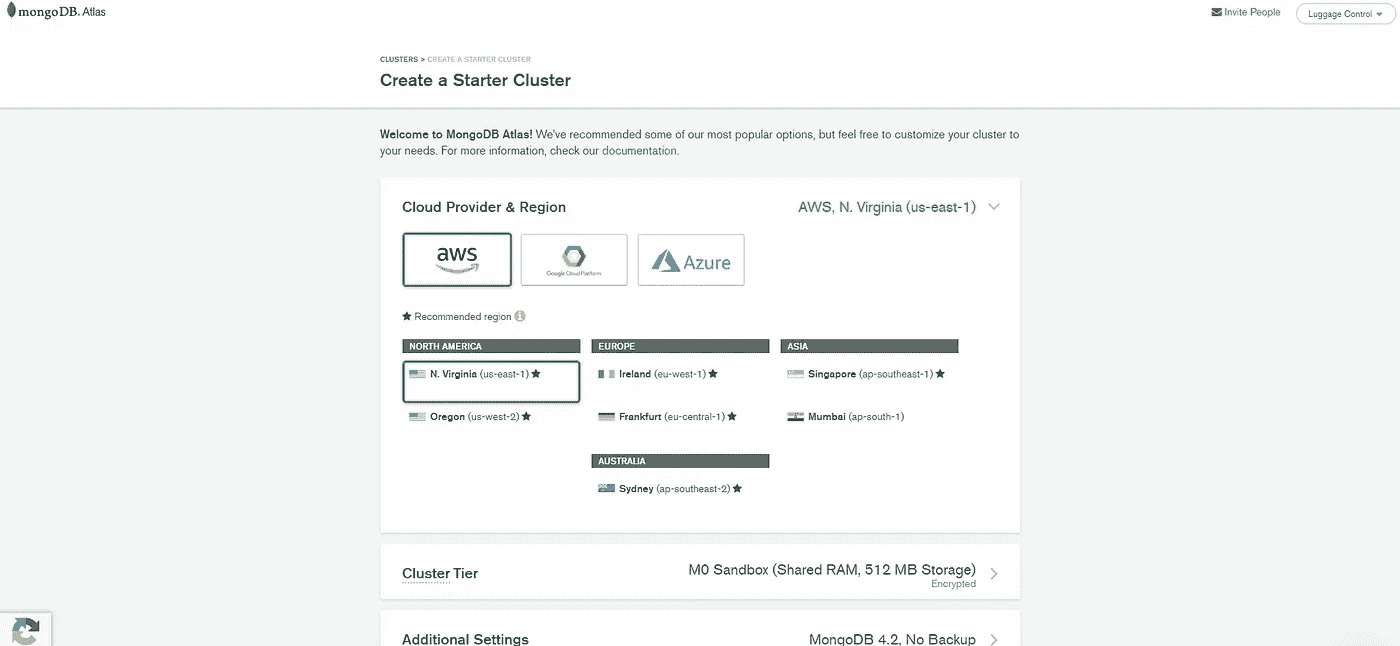 mongoDB. Atlas
Invite People
Luggage Control
CLUSTERS > CREATE A STARTER CLUSTER
Create a Starter Cluster
Welcome to MongoDB Atlas! We've recommended some of our most popular options, but feel free to customize your cluster to
your needs. For more information, check our documentation.
Cloud Provider & Region
AWS, N. Virginia (us-east-1)
aws
Google Cloud Platform
Azure
★ Recommended region
NORTH AMERICA
N. Virginia (us-east-1) ★
Oregon (us-west-2) ★
EUROPE
Ireland (eu-west-1) ★
Frankfurt (eu-central-1) ★
ASIA
Singapore (ap-southeast-1) ★
Mumbai (ap-south-1)
AUSTRALIA
Sydney (ap-southeast-2) ★
Cluster Tier
M0 Sandbox (Shared RAM, 512 MB Storage)
Encrypted
Additional Settings
MongoDB 4.2, No Backup